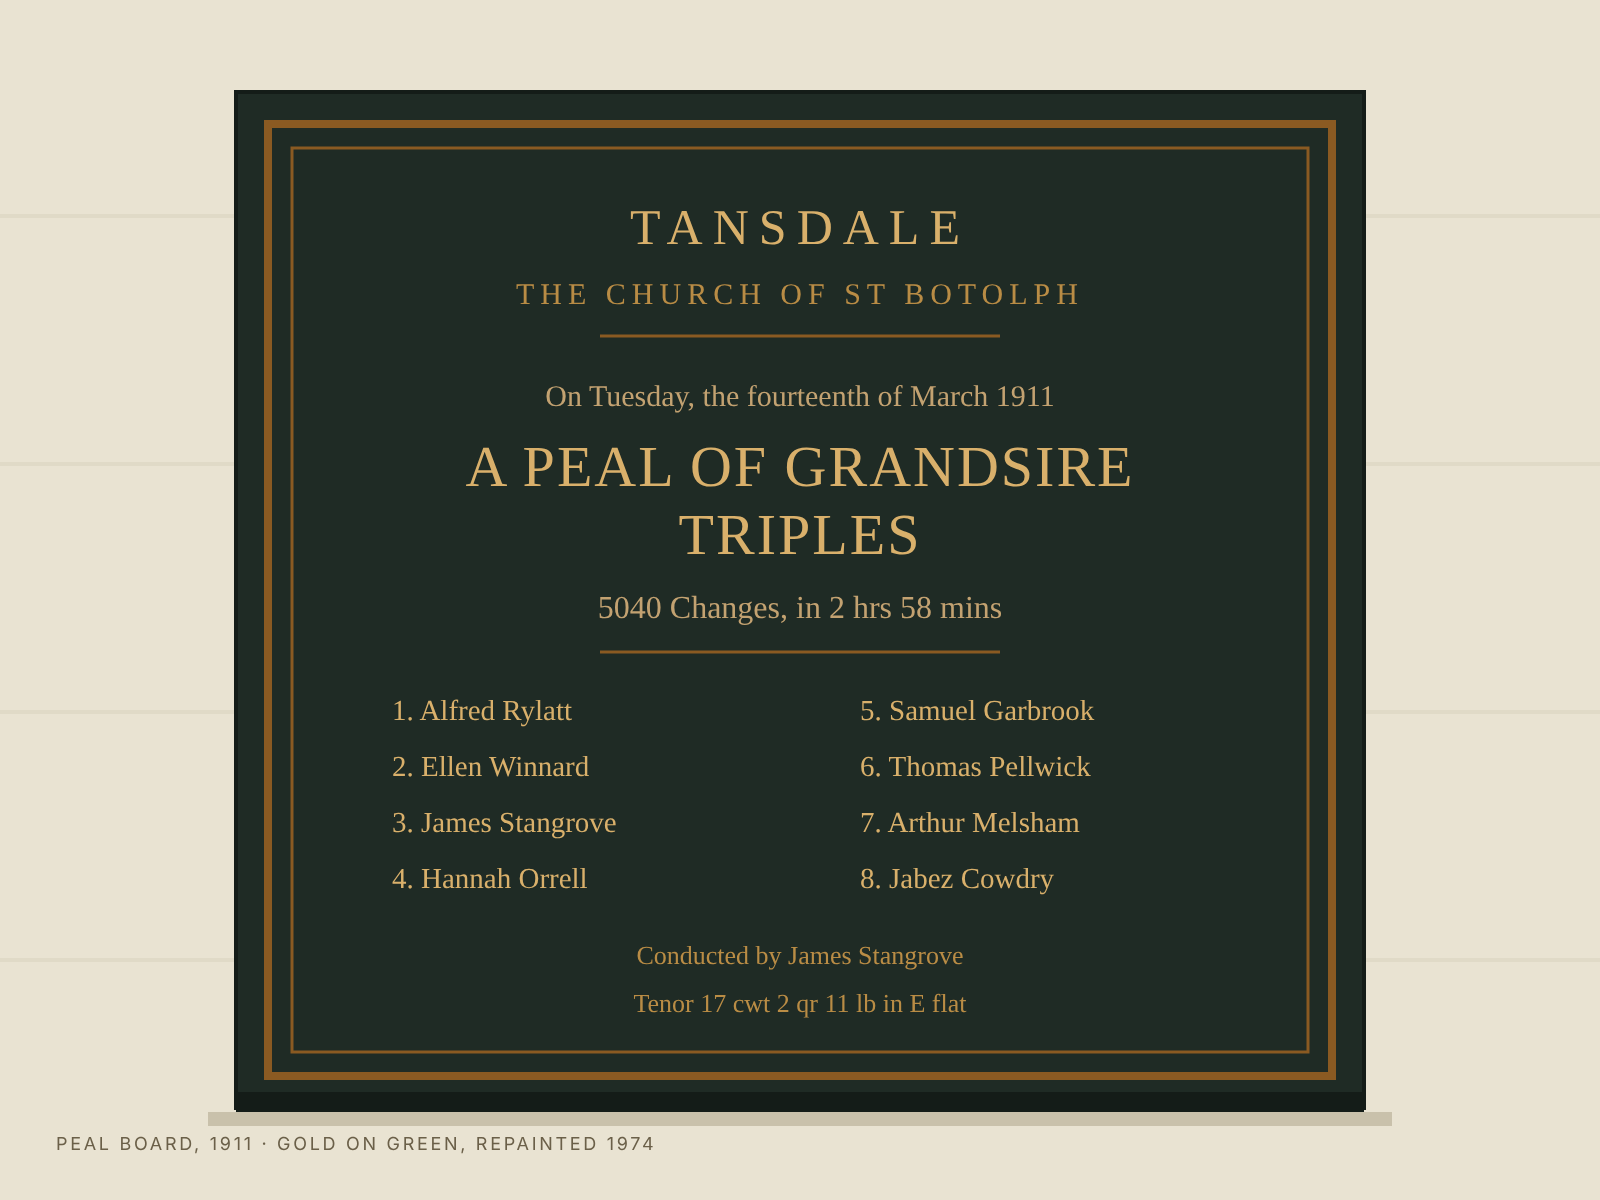 TANSDALE
THE CHURCH OF ST BOTOLPH
On Tuesday, the fourteenth of March 1911
A PEAL OF GRANDSIRE
TRIPLES
5040 Changes, in 2 hrs 58 mins
1. Alfred Rylatt
2. Ellen Winnard
3. James Stangrove
4. Hannah Orrell
5. Samuel Garbrook
6. Thomas Pellwick
7. Arthur Melsham
8. Jabez Cowdry
Conducted by James Stangrove
Tenor 17 cwt 2 qr 11 lb in E flat
PEAL BOARD, 1911 · GOLD ON GREEN, REPAINTED 1974